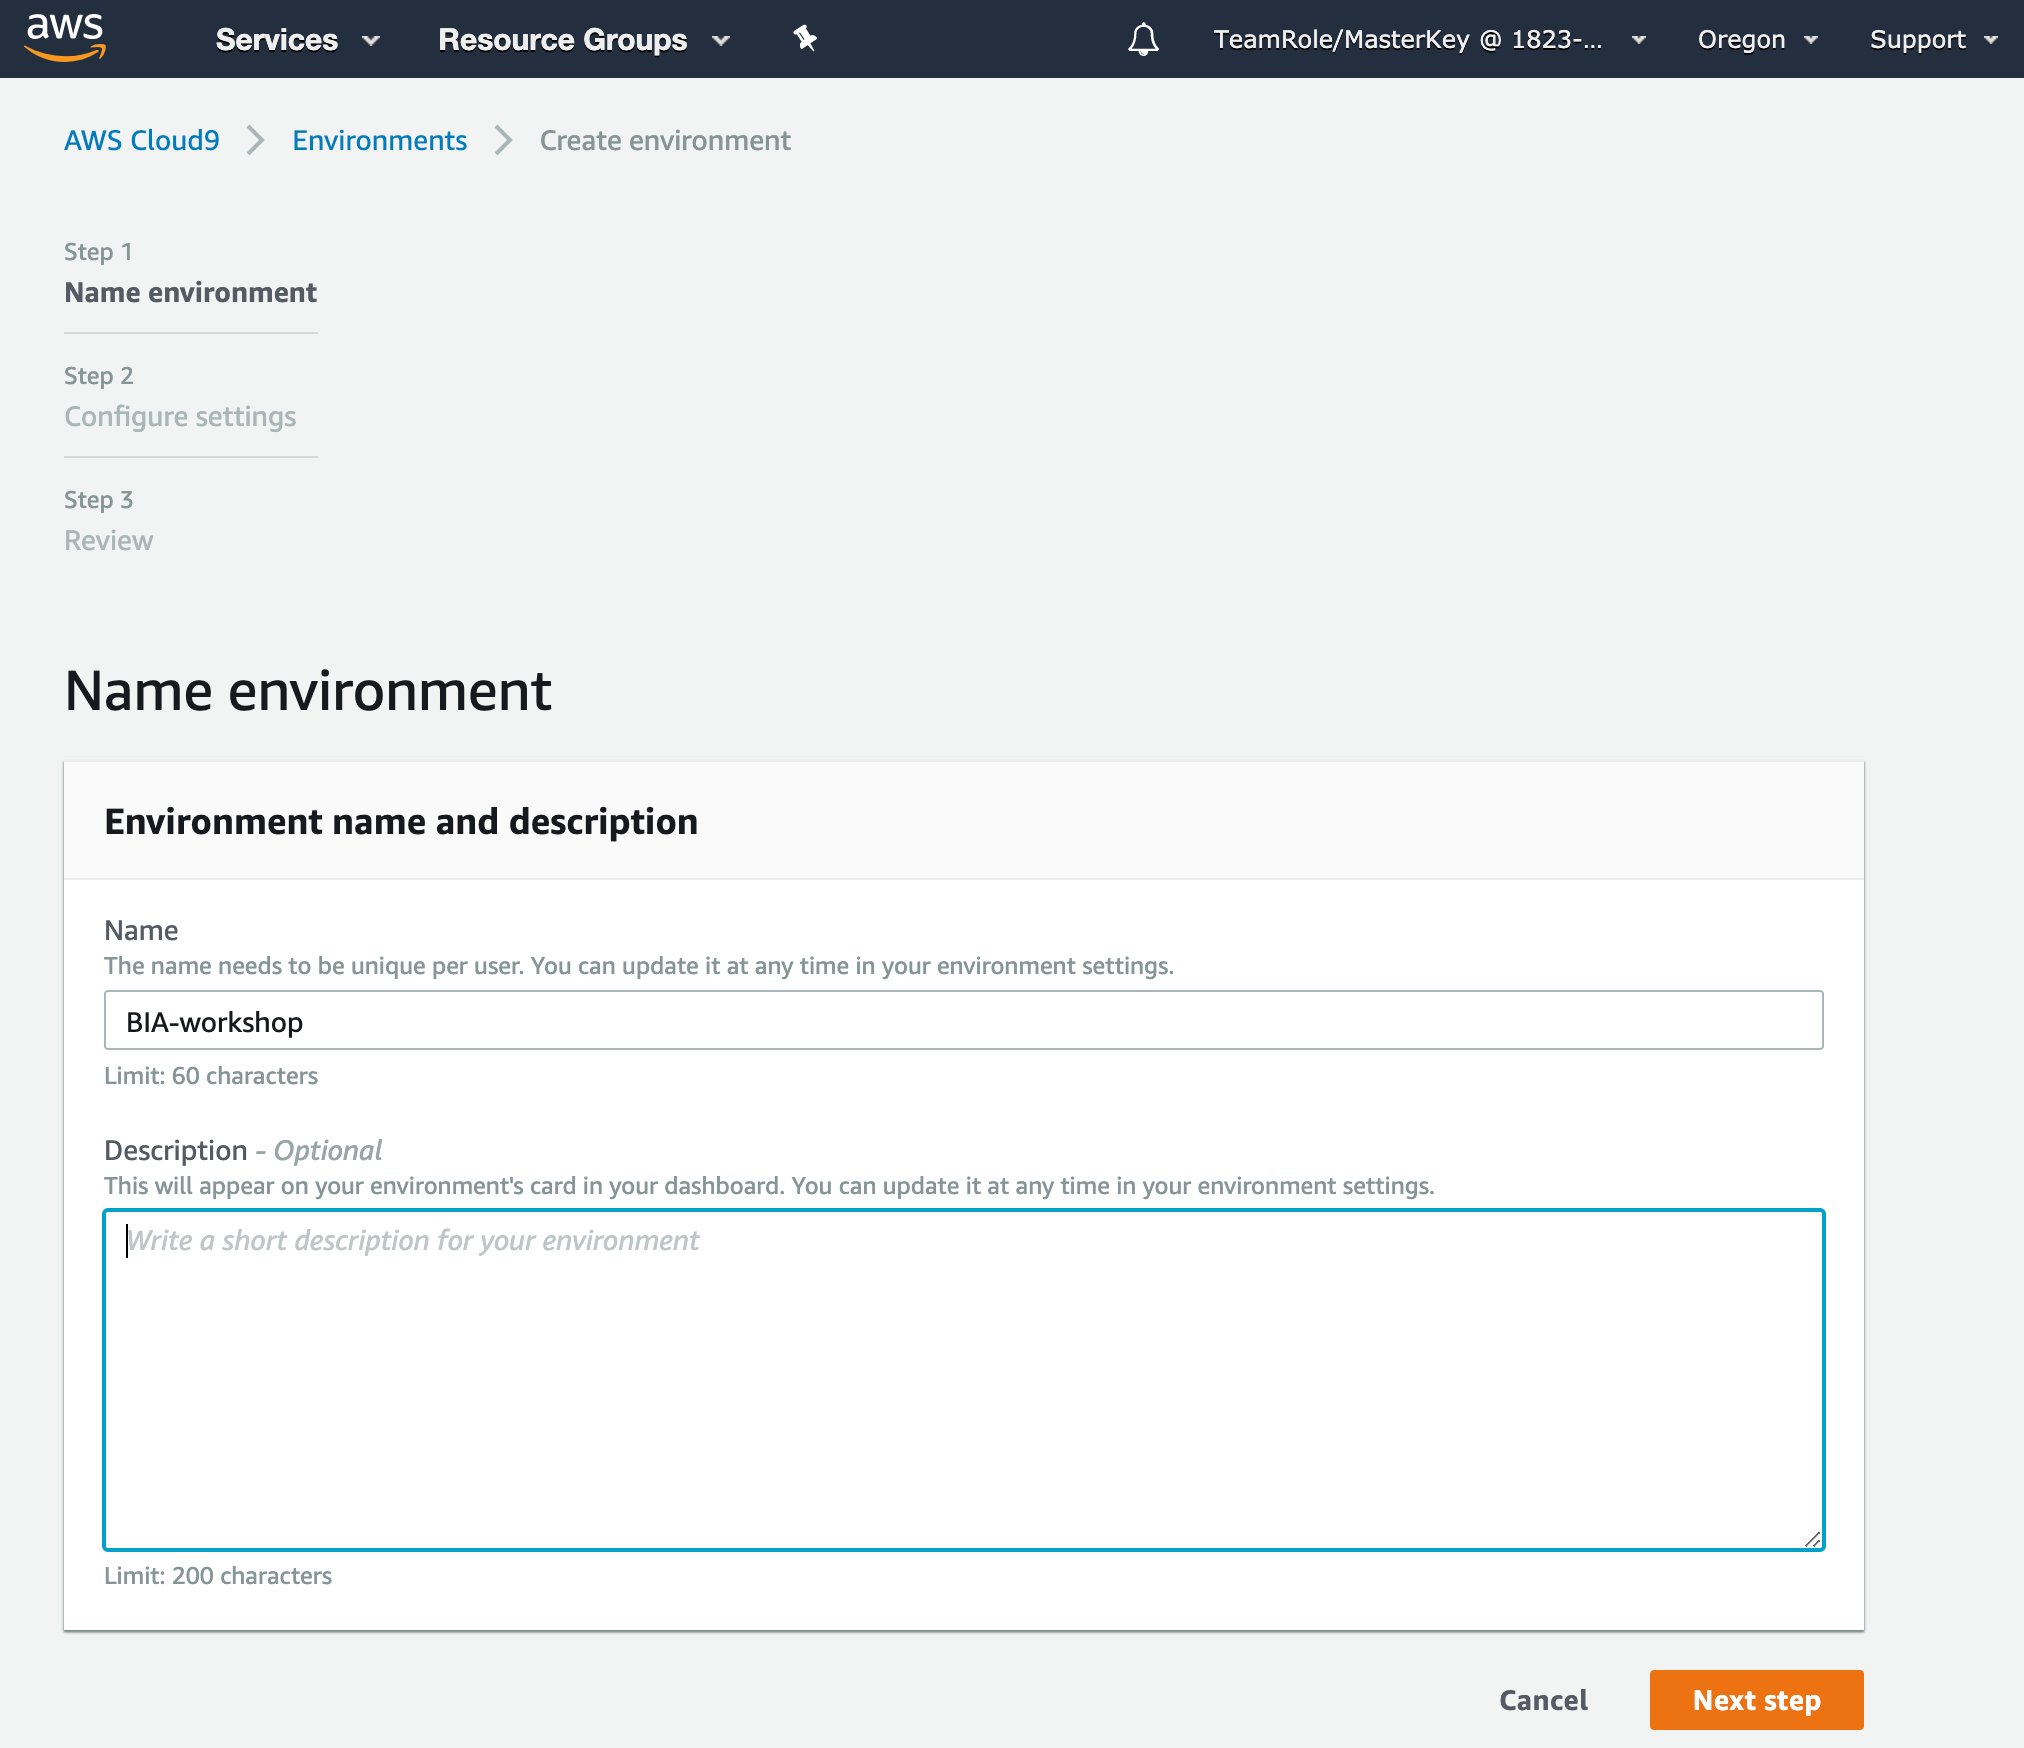 aws Services Resource Groups TeamRole/MasterKey @ 1823-... Oregon Support
AWS Cloud9 Environments Create environment
Step 1
Name environment
Step 2
Configure settings
Step 3
Review
Name environment
Environment name and description
Name
The name needs to be unique per user. You can update it at any time in your environment settings.
BIA-workshop
Limit: 60 characters
Description - Optional
This will appear on your environment's card in your dashboard. You can update it at any time in your environment settings.
Write a short description for your environment
Limit: 200 characters
Cancel Next step